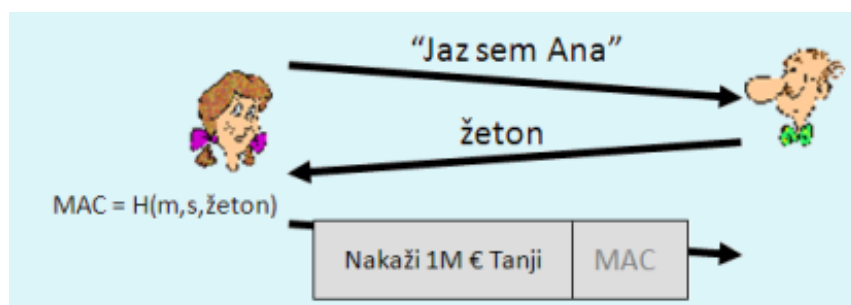 “Jaz sem Ana”
žeton
MAC = H(m,s,žeton)
Nakaži 1M € Tanji MAC